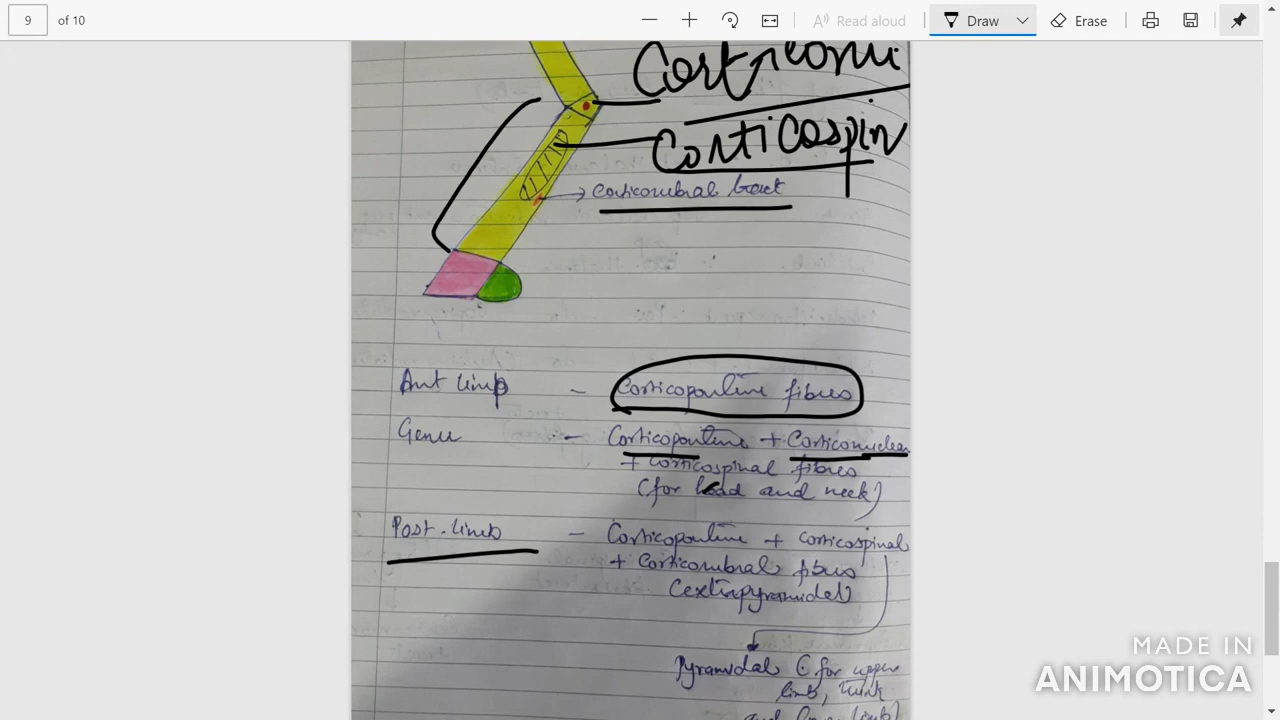 9 of 10
Read aloud
Draw
Erase
Corticonu
Corticospin
Corticorubral tract
Ant limb - Corticopontine fibres
Genu - Corticopontine + Corticonuclear
+ corticospinal fibres
(for head and neck)
Post. limb - Corticopontine + corticospinal
+ Corticorubral fibres
(extrapyramidal)
Pyramidal (for upper
limb, trunk
and limb)
MADE IN
ANIMOTICA